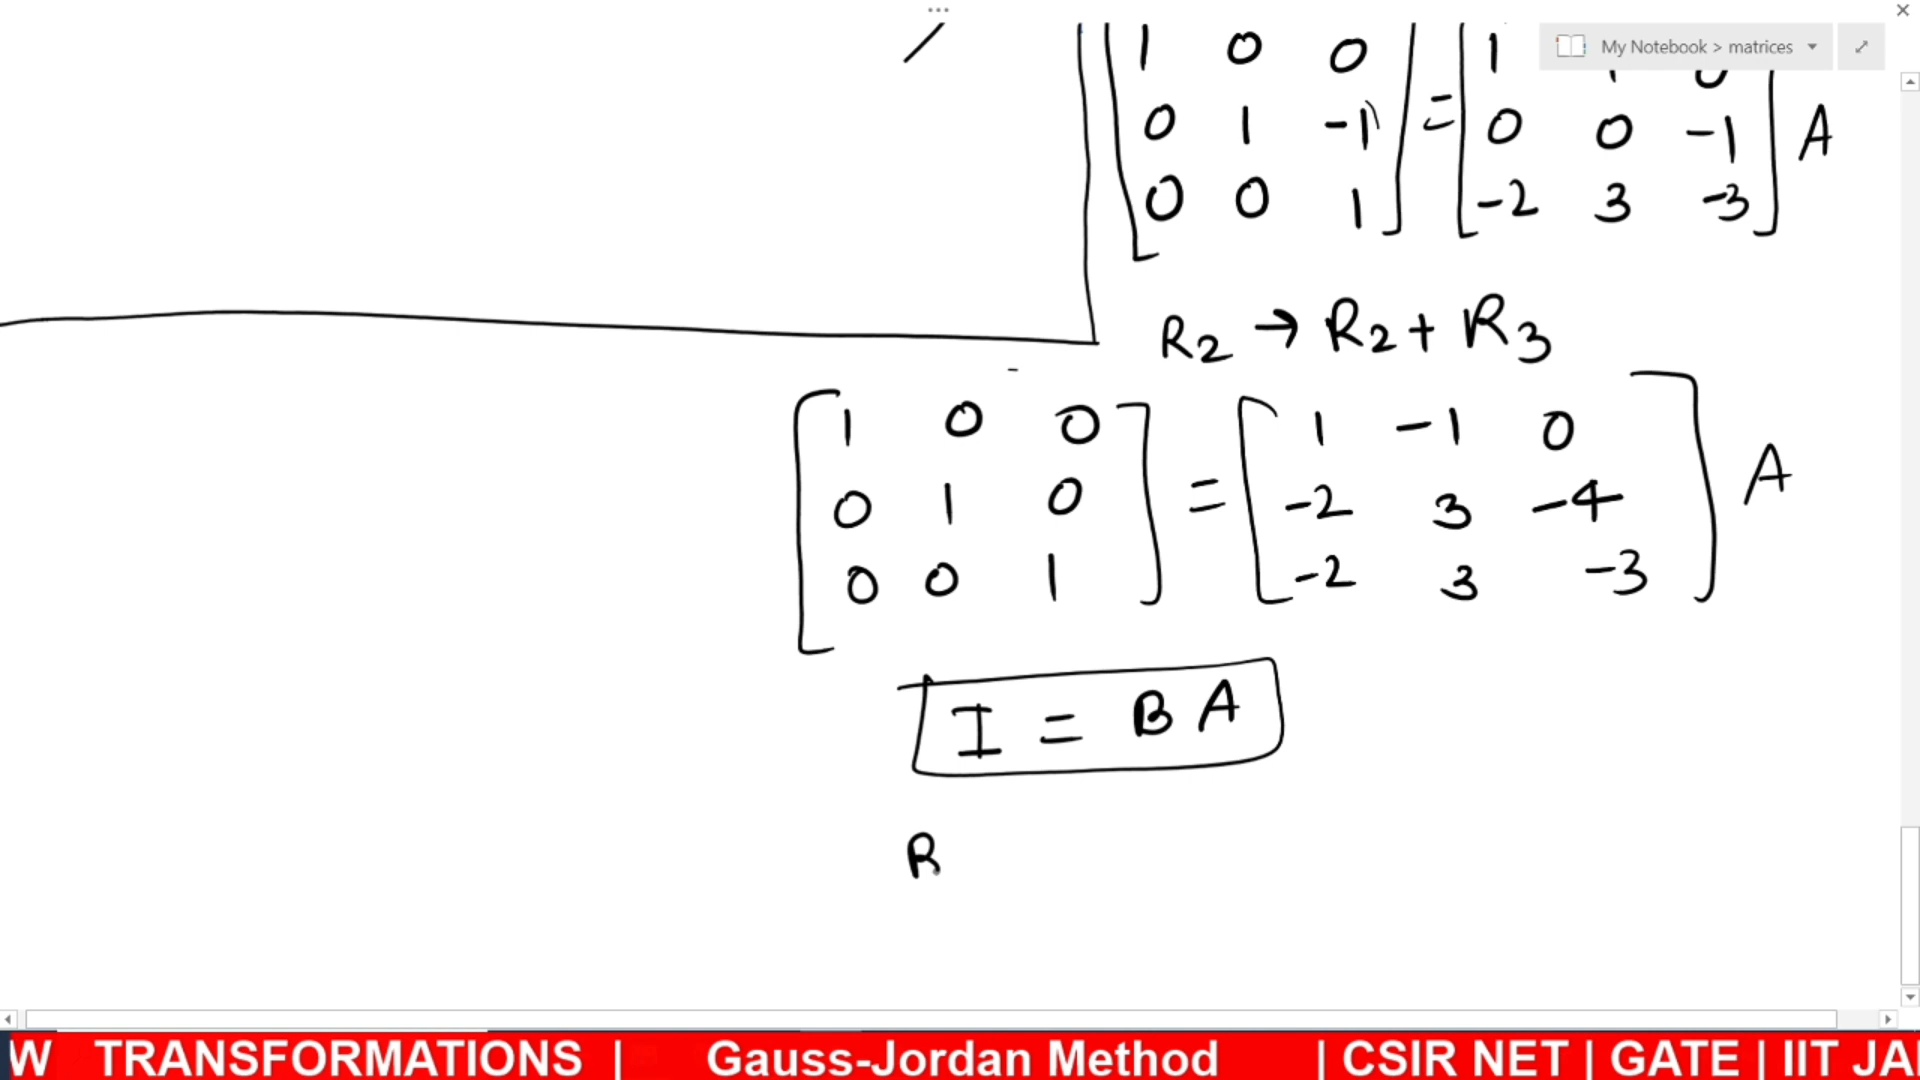 ...
My Notebook > matrices
1 0 0 1
0 1 -1 = 0 0 -1 A
0 0 1 -2 3 -3
R2 → R2 + R3
1 0 0 1 -1 0
0 1 0 = -2 3 -4 A
0 0 1 -2 3 -3
I = B A
B
W TRANSFORMATIONS | Gauss-Jordan Method | CSIR NET | GATE | IIT JA